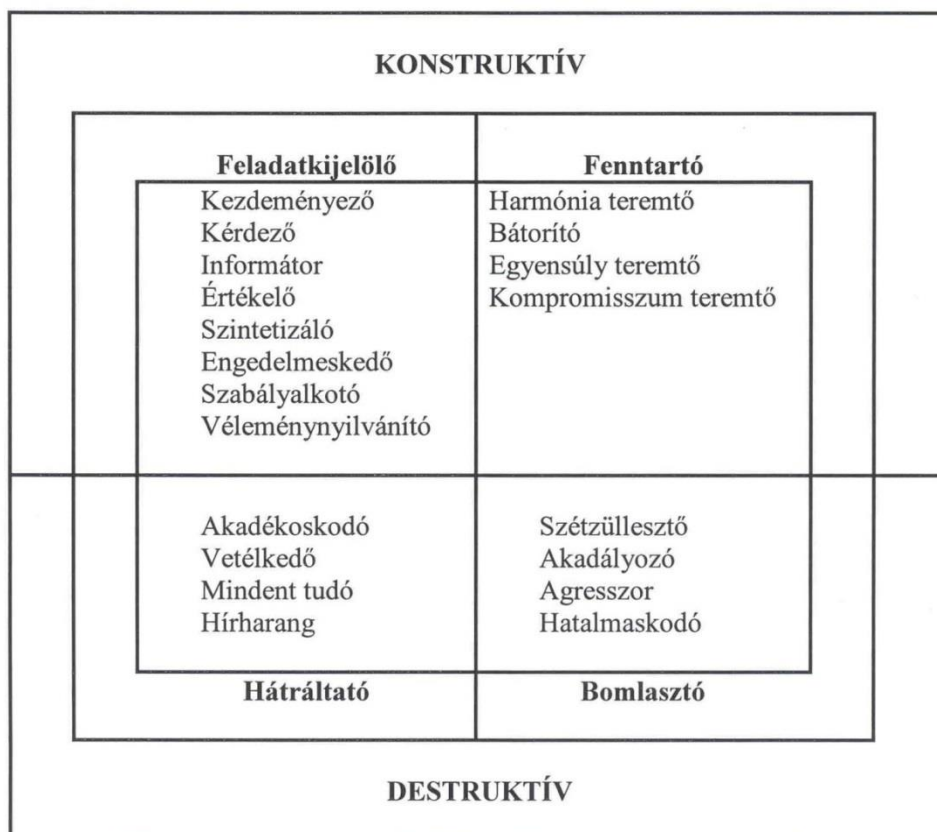 KONSTRUKTÍV
Feladatkijelölő
Kezdeményező
Kérdező
Informátor
Értékelő
Szintetizáló
Engedelmeskedő
Szabályalkotó
Véleménynyilvánító
Fenntartó
Harmónia teremtő
Bátorító
Egyensúly teremtő
Kompromisszum teremtő
Akadékoskodó
Vetélkedő
Mindent tudó
Hírharang
Hátráltató
Szétzüllesztő
Akadályozó
Agresszor
Hatalmaskodó
Bomlasztó
DESTRUKTÍV